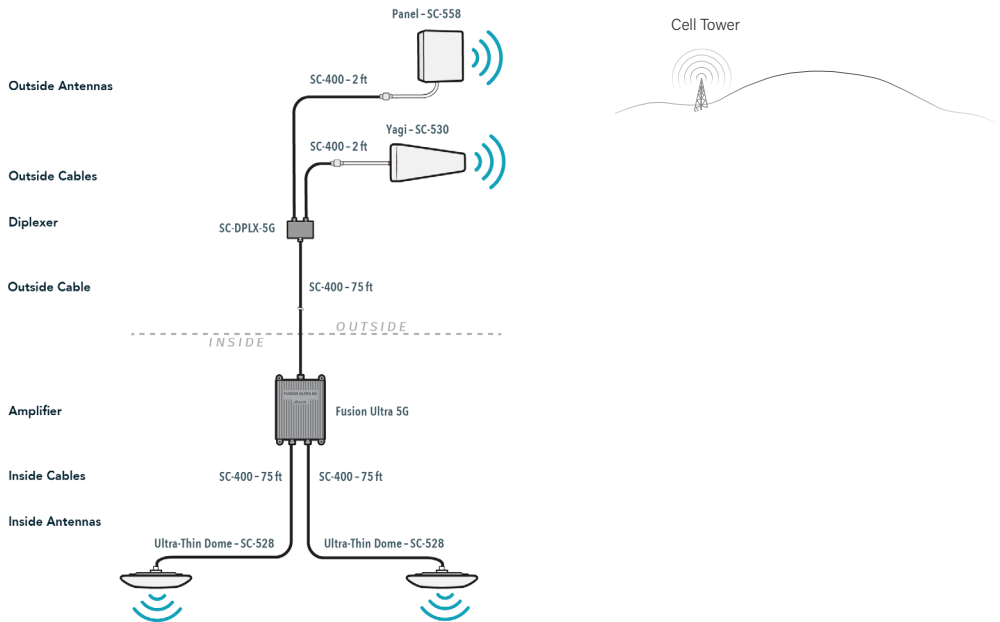 Panel – SC-558
Cell Tower
SC-400 – 2 ft
Outside Antennas
Yagi – SC-530
SC-400 – 2 ft
Outside Cables
Diplexer
SC-DPLX-5G
Outside Cable
SC-400 – 75 ft
OUTSIDE
INSIDE
FUSION ULTRA 5G
Amplifier
Fusion Ultra 5G
Inside Cables
SC-400 – 75 ft
SC-400 – 75 ft
Inside Antennas
Ultra-Thin Dome – SC-528
Ultra-Thin Dome – SC-528